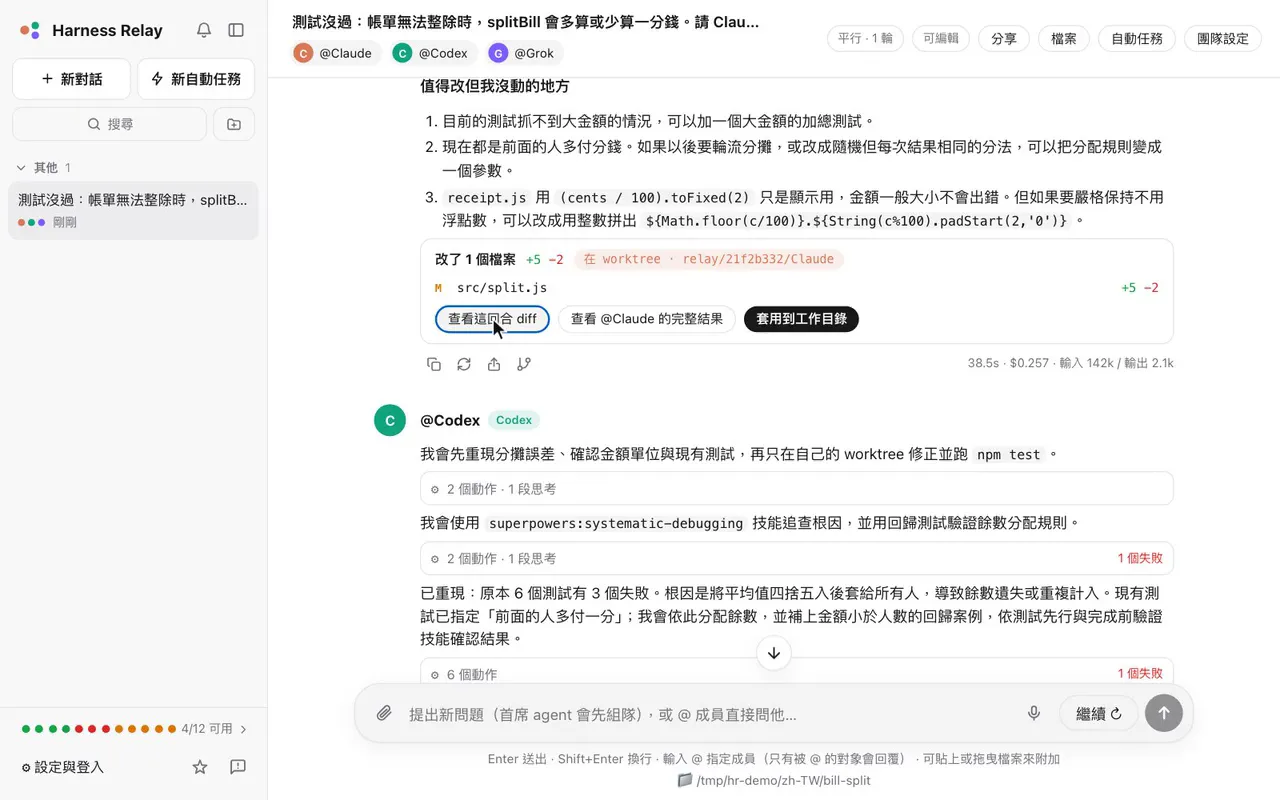 Harness Relay
＋ 新對話
新自動任務
搜尋
其他 1
測試沒過：帳單無法整除時，splitB...
剛剛
4/12 可用
設定與登入
測試沒過：帳單無法整除時，splitBill 會多算或少算一分錢。請 Clau...
C @Claude
C @Codex
G @Grok
平行 · 1 輪
可編輯
分享
檔案
自動任務
團隊設定
值得改但我沒動的地方
1. 目前的測試抓不到大金額的情況，可以加一個大金額的加總測試。
2. 現在都是前面的人多付分錢。如果以後要輪流分攤，或改成隨機但每次結果相同的分法，可以把分配規則變成
一個參數。
3. receipt.js 用 (cents / 100).toFixed(2) 只是顯示用，金額一般大小不會出錯。但如果要嚴格保持不用
浮點數，可以改成用整數拼出 ${Math.floor(c/100)}.${String(c%100).padStart(2,'0')} 。
改了 1 個檔案 +5 −2 在 worktree · relay/21f2b332/Claude
M src/split.js +5 −2
查看這回合 diff
查看 @Claude 的完整結果
套用到工作目錄
38.5s · $0.257 · 輸入 142k / 輸出 2.1k
C @Codex Codex
我會先重現分攤誤差、確認金額單位與現有測試，再只在自己的 worktree 修正並跑 npm test 。
2 個動作 · 1 段思考
我會使用 superpowers:systematic-debugging 技能追查根因，並用回歸測試驗證餘數分配規則。
2 個動作 · 1 段思考 1 個失敗
已重現：原本 6 個測試有 3 個失敗。根因是將平均值四捨五入後套給所有人，導致餘數遺失或重複計入。現有測
試已指定「前面的人多付一分」；我會依此分配餘數，並補上金額小於人數的回歸案例，依測試先行與完成前驗證
技能確認結果。
6 個動作 1 個失敗
提出新問題（首席 agent 會先組隊），或 @ 成員直接問他...
繼續
Enter 送出 · Shift+Enter 換行 · 輸入 @ 指定成員（只有被 @ 的對象會回覆） · 可貼上或拖曳檔案來附加
/tmp/hr-demo/zh-TW/bill-split